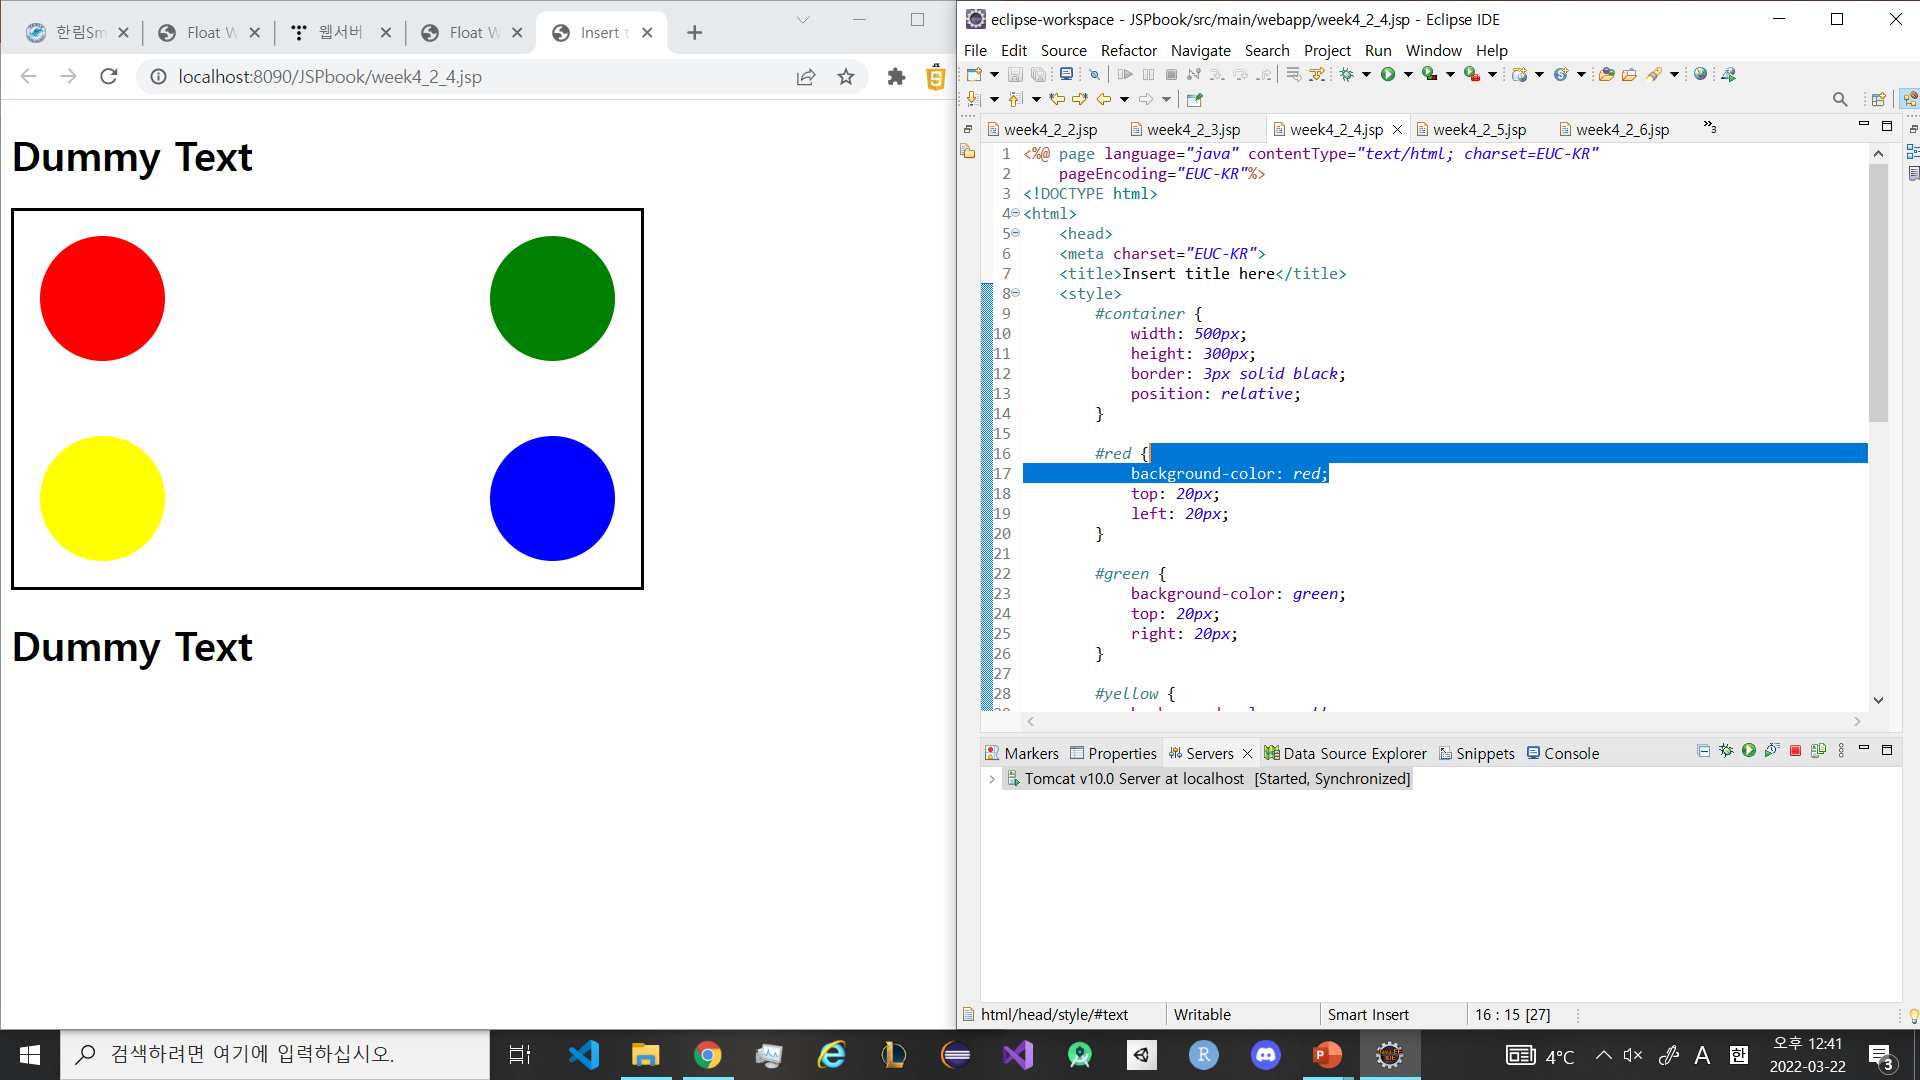 한림Sm
Float W
웹서버
Float W
Insert t
localhost:8090/JSPbook/week4_2_4.jsp
Dummy Text
Dummy Text
eclipse-workspace - JSPbook/src/main/webapp/week4_2_4.jsp - Eclipse IDE
File Edit Source Refactor Navigate Search Project Run Window Help
week4_2_2.jsp week4_2_3.jsp week4_2_4.jsp week4_2_5.jsp week4_2_6.jsp »3
1 <%@ page language="java" contentType="text/html; charset=EUC-KR"
2 pageEncoding="EUC-KR"%>
3 <!DOCTYPE html>
4 <html>
5 <head>
6 <meta charset="EUC-KR">
7 <title>Insert title here</title>
8 <style>
9 #container {
10 width: 500px;
11 height: 300px;
12 border: 3px solid black;
13 position: relative;
14 }
15
16 #red {
17 background-color: red;
18 top: 20px;
19 left: 20px;
20 }
21
22 #green {
23 background-color: green;
24 top: 20px;
25 right: 20px;
26 }
27
28 #yellow {
Markers Properties Servers Data Source Explorer Snippets Console
Tomcat v10.0 Server at localhost [Started, Synchronized]
html/head/style/#text Writable Smart Insert 16 : 15 [27]
검색하려면 여기에 입력하십시오.
4°C
A
한
오후 12:41
2022-03-22
3